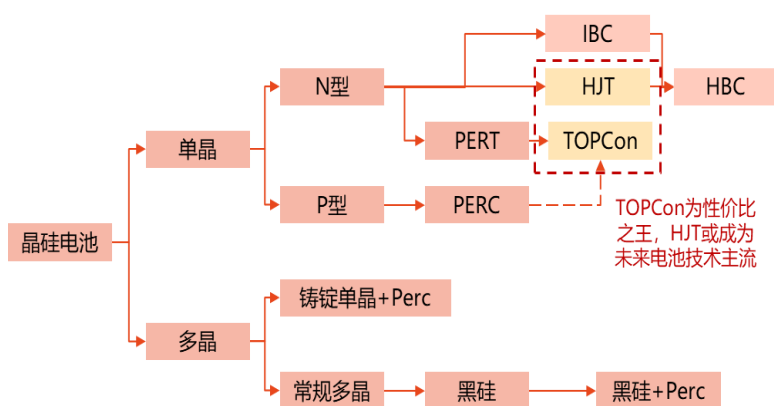 IBC
N型
HJT
HBC
单晶
PERT
TOPCon
P型
PERC
TOPCon为性价比
之王，HJT或成为
未来电池技术主流
晶硅电池
铸锭单晶+Perc
多晶
常规多晶
黑硅
黑硅+Perc